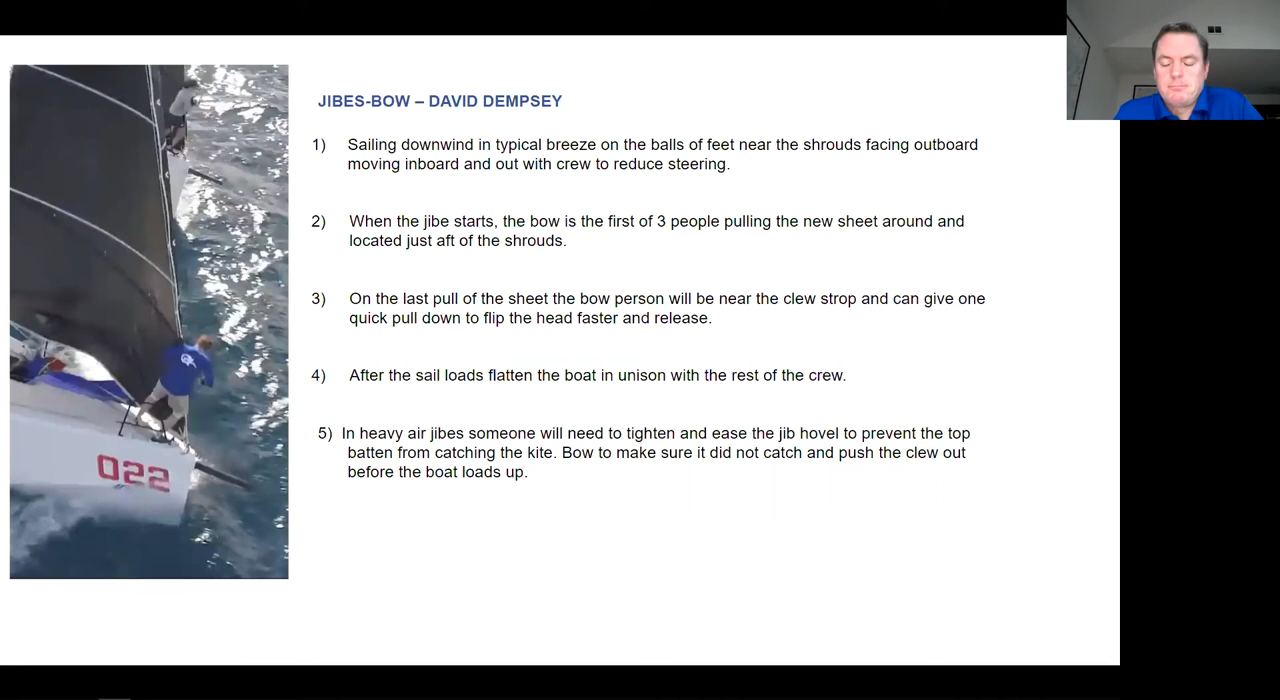 JIBES-BOW – DAVID DEMPSEY
1) Sailing downwind in typical breeze on the balls of feet near the shrouds facing outboard
moving inboard and out with crew to reduce steering.
2) When the jibe starts, the bow is the first of 3 people pulling the new sheet around and
located just aft of the shrouds.
3) On the last pull of the sheet the bow person will be near the clew strop and can give one
quick pull down to flip the head faster and release.
4) After the sail loads flatten the boat in unison with the rest of the crew.
5) In heavy air jibes someone will need to tighten and ease the jib hovel to prevent the top
batten from catching the kite. Bow to make sure it did not catch and push the clew out
before the boat loads up.
022